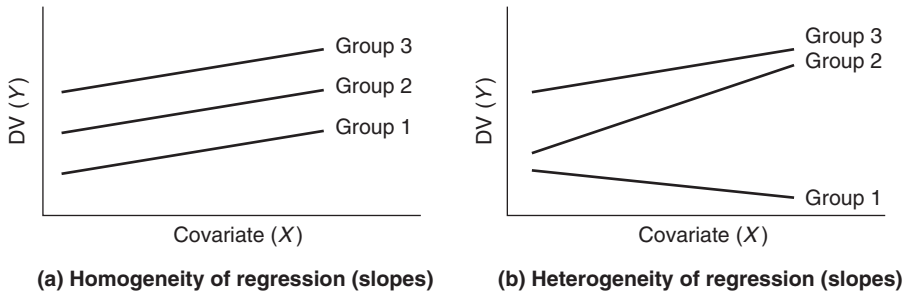 Group 3
Group 2
Group 1
DV (Y)
Covariate (X)
(a) Homogeneity of regression (slopes)
Group 3
Group 2
Group 1
DV (Y)
Covariate (X)
(b) Heterogeneity of regression (slopes)